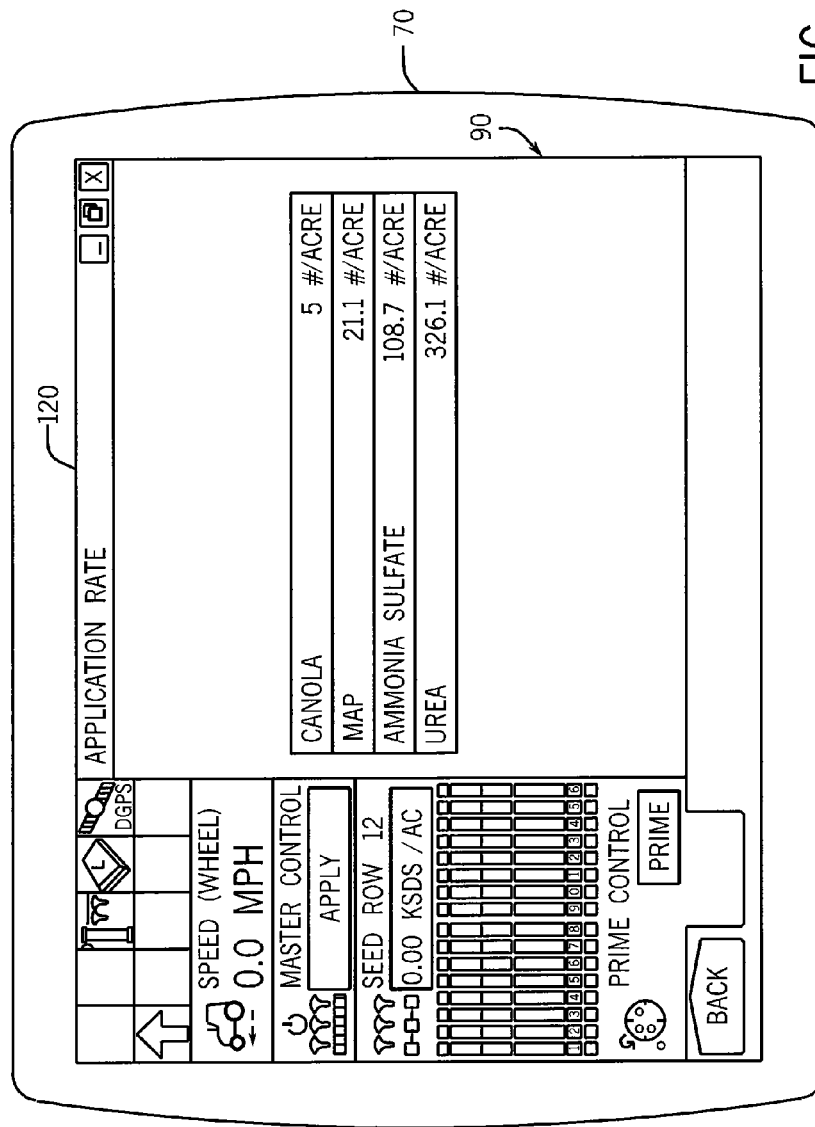 120
70
90
APPLICATION RATE
_ X
L
DGPS
SPEED (WHEEL)
0.0 MPH
MASTER CONTROL
APPLY
SEED ROW 12
0.00 KSDS / AC
1 2 3 4 5 6 7 8 9 10 11 12 13 14 15 16
PRIME CONTROL
PRIME
BACK
CANOLA 5 #/ACRE
MAP 21.1 #/ACRE
AMMONIA SULFATE 108.7 #/ACRE
UREA 326.1 #/ACRE
FIG